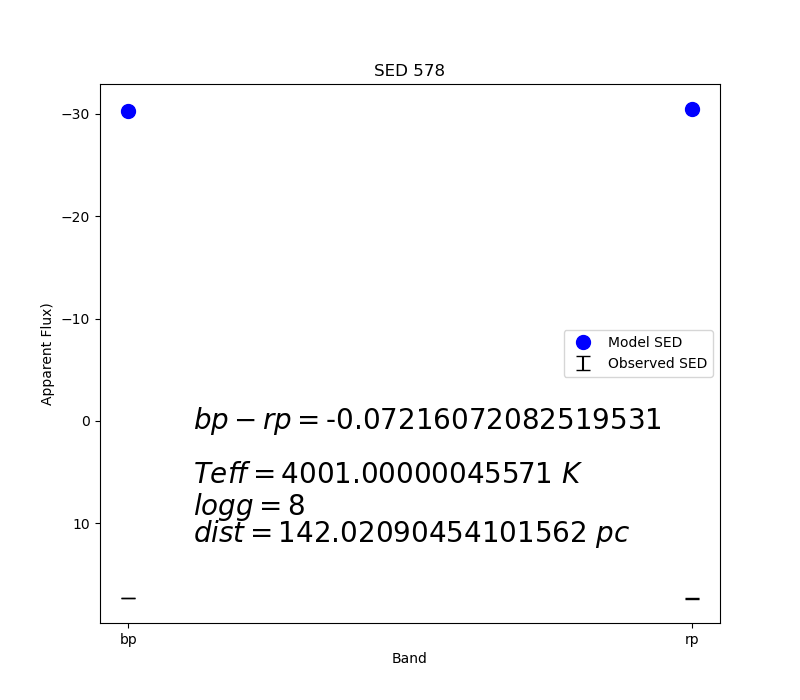 SED 578
−30
−20
−10
0
10
Apparent Flux)
Model SED
Observed SED
bp − rp = -0.07216072082519531
Teff = 4001.00000045571 K
logg = 8
dist = 142.02090454101562 pc
bp
rp
Band